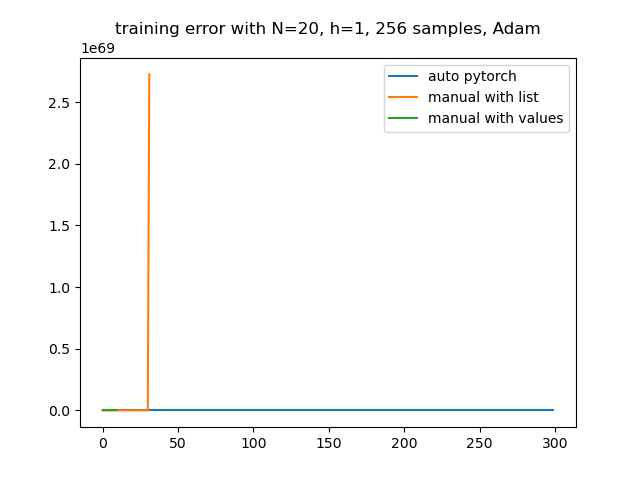 training error with N=20, h=1, 256 samples, Adam
1e69
auto pytorch
manual with list
manual with values
2.5
2.0
1.5
1.0
0.5
0.0
0 50 100 150 200 250 300